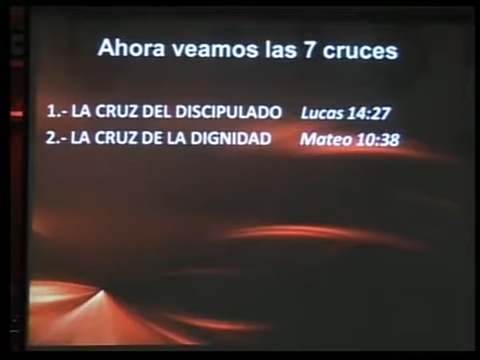 Ahora veamos las 7 cruces
1.- LA CRUZ DEL DISCIPULADO Lucas 14:27
2.- LA CRUZ DE LA DIGNIDAD Mateo 10:38